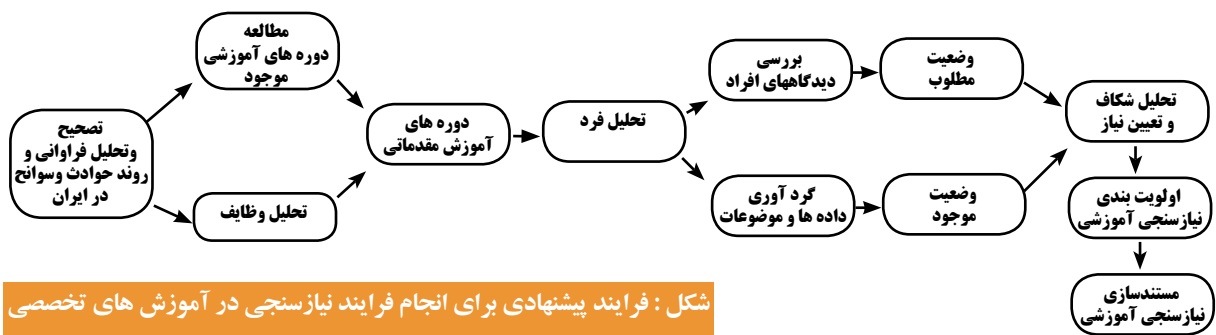 تصحیح
وتحلیل فراوانی و
روند حوادث وسوانح
در ایران
مطالعه
دوره های آموزشی
موجود
تحلیل وظایف
دوره های
آموزش مقدماتی
تحلیل فرد
بررسی
دیدگاههای افراد
گرد آوری
داده ها و موضوعات
وضعیت
مطلوب
وضعیت
موجود
تحلیل شکاف
و تعیین نیاز
اولویت بندی
نیازسنجی آموزشی
مستندسازی
نیازسنجی آموزشی
شکل : فرایند پیشنهادی برای انجام فرایند نیازسنجی در آموزش های تخصصی